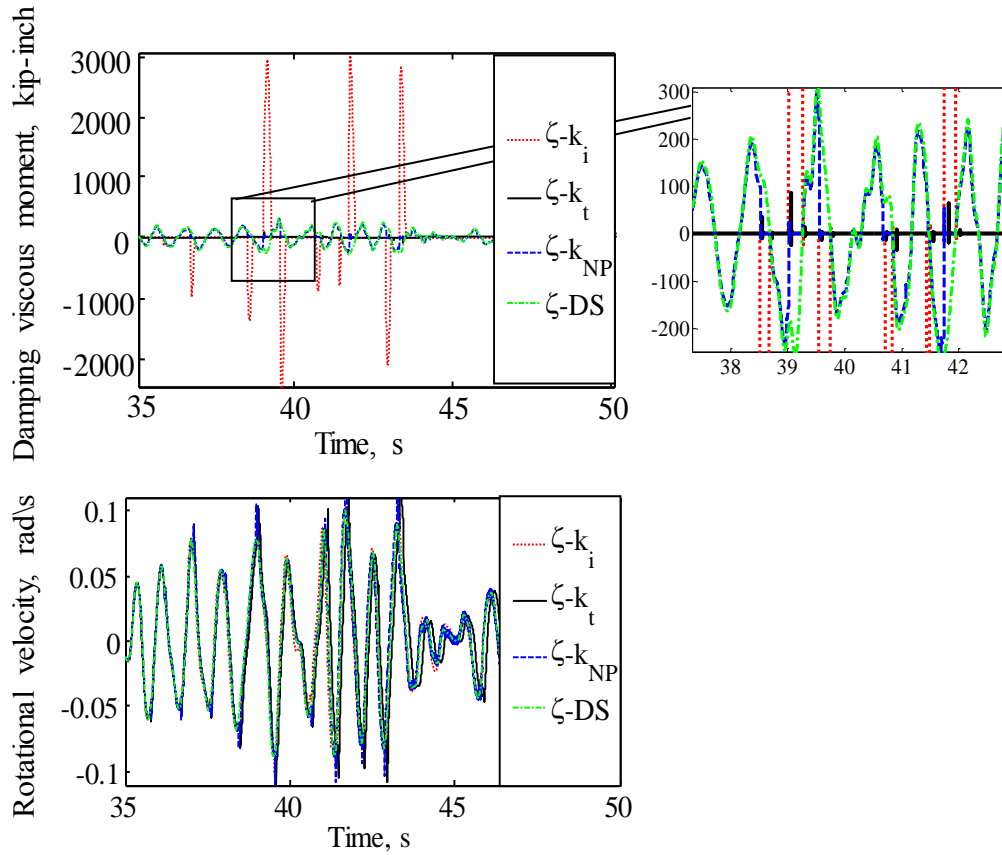 Damping viscous moment, kip-inch
3000
1000
0
-1000
-2000
35
40
45
50
Time, s
ζ-k_i
ζ-k_t
ζ-k_NP
ζ-DS
300
200
100
0
-100
-200
38
39
40
41
42
Rotational velocity, rad\s
0.1
0.05
0
-0.05
-0.1
35
40
45
50
Time, s
ζ-k_i
ζ-k_t
ζ-k_NP
ζ-DS